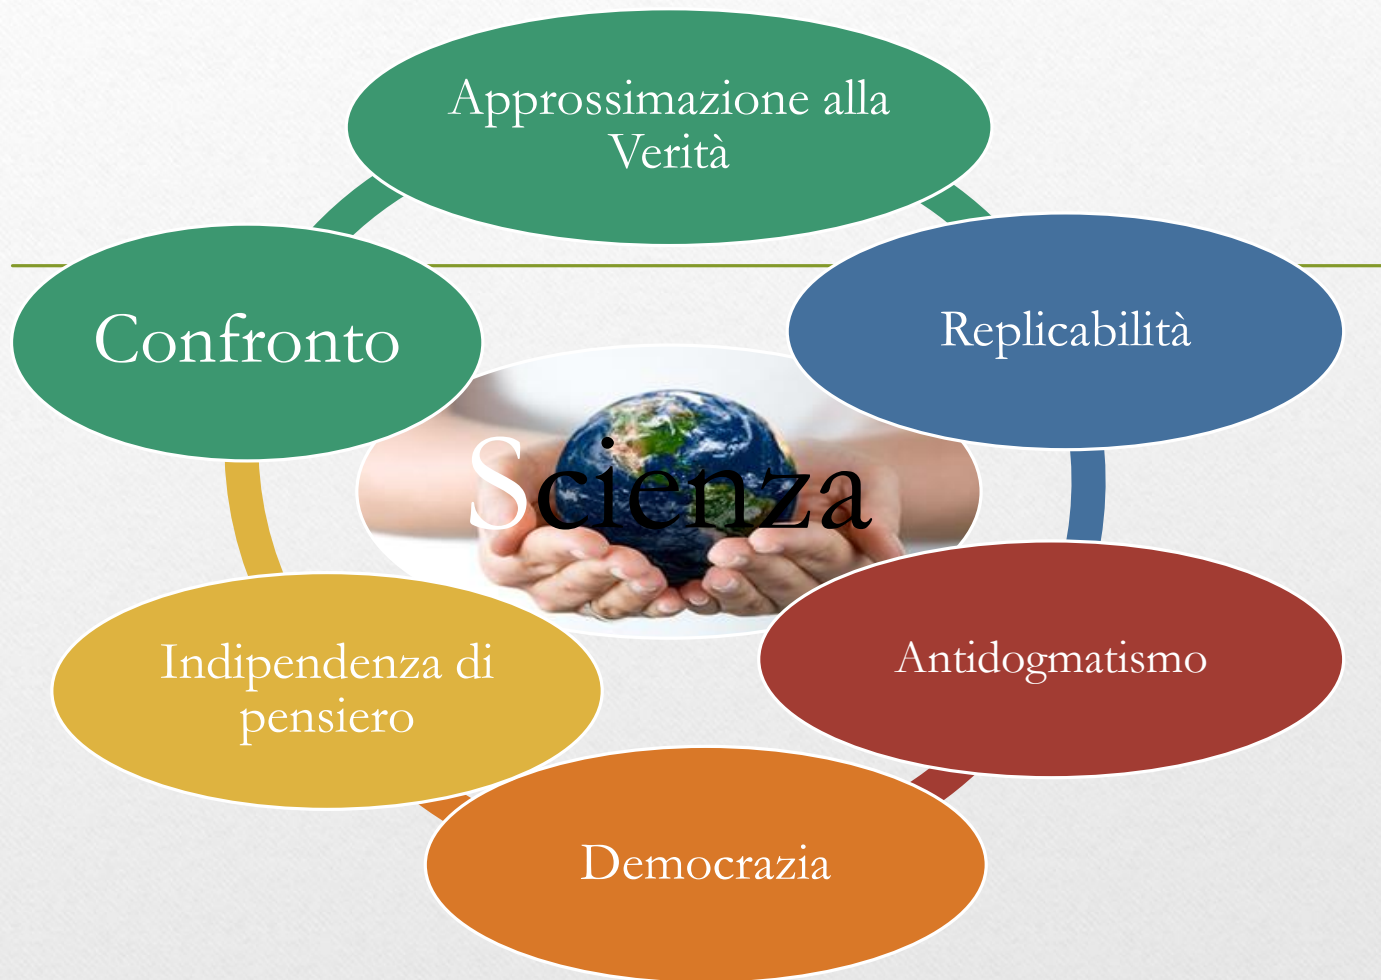 Approssimazione alla
Verità
Confronto
Replicabilità
Scienza
Indipendenza di
pensiero
Antidogmatismo
Democrazia